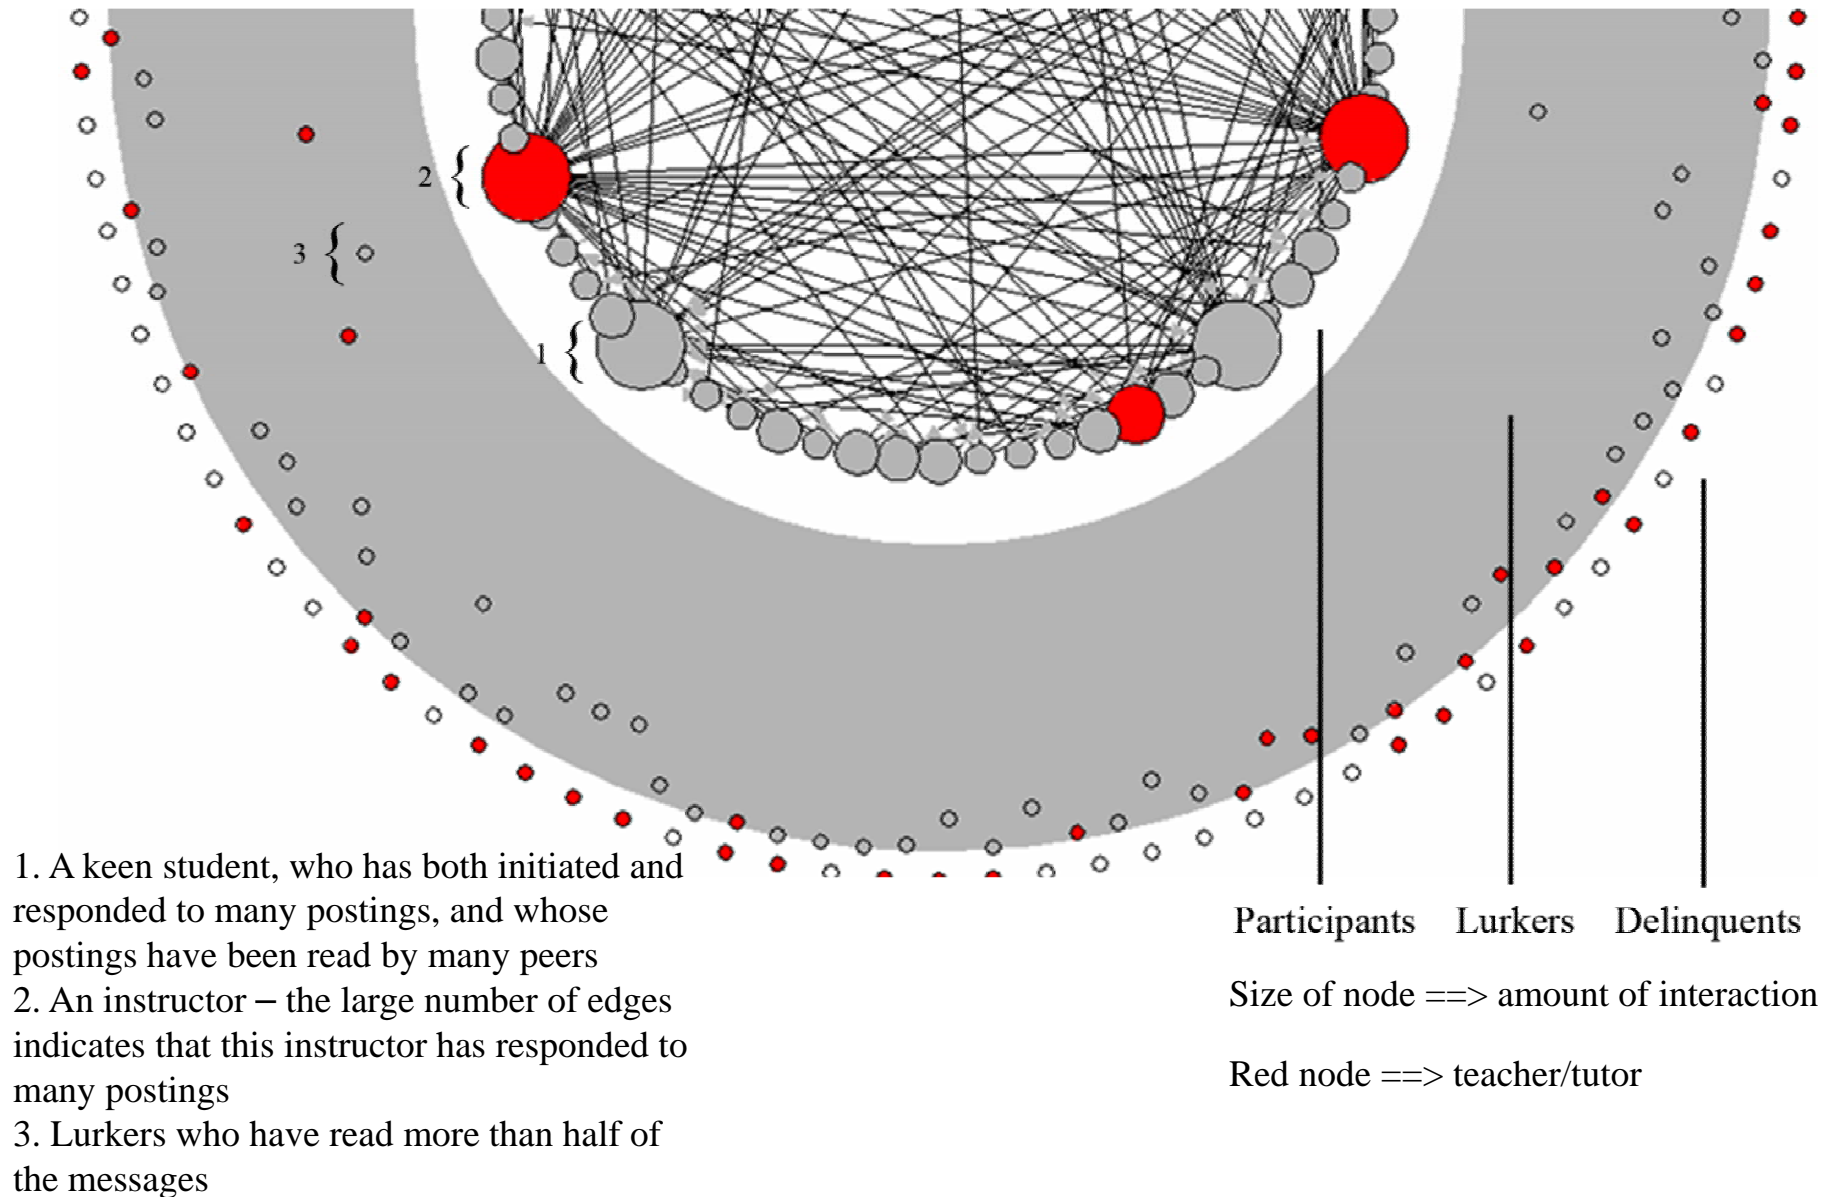 2 {
3 {
1 {
1. A keen student, who has both initiated and
responded to many postings, and whose
postings have been read by many peers
2. An instructor – the large number of edges
indicates that this instructor has responded to
many postings
3. Lurkers who have read more than half of
the messages
Participants Lurkers Delinquents
Size of node ==> amount of interaction
Red node ==> teacher/tutor